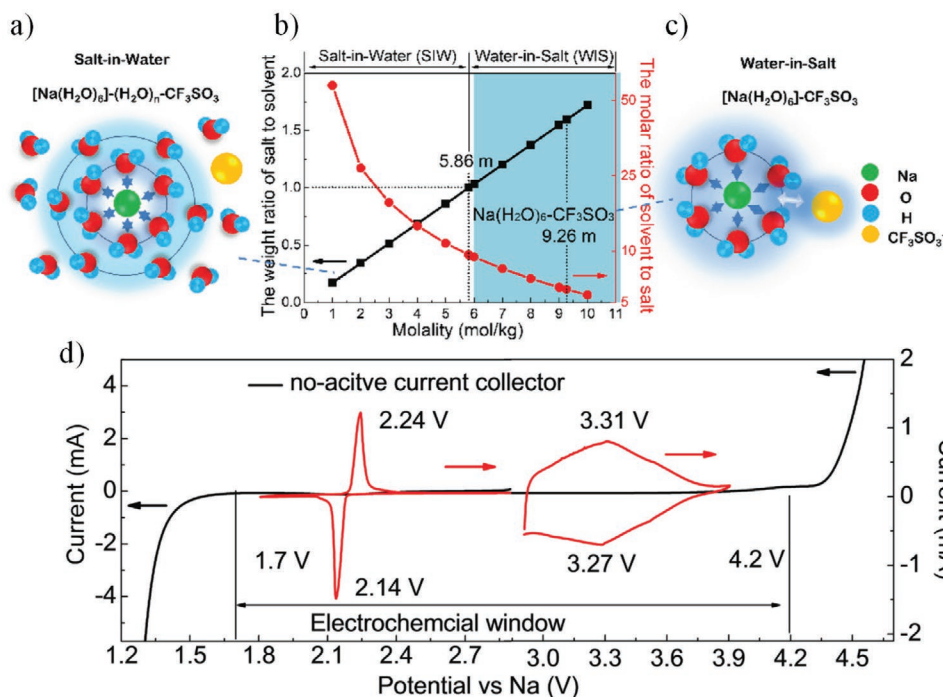 a)
Salt-in-Water
[Na(H2O)6]-(H2O)n-CF3SO3
b)
Salt-in-Water (SIW)
Water-in-Salt (WIS)
The weight ratio of salt to solvent
2.0
1.5
1.0
0.5
0.0
5.86 m
Na(H2O)6-CF3SO3
9.26 m
0 1 2 3 4 5 6 7 8 9 10 11
Molality (mol/kg)
50
25
10
5
The molar ratio of solvent to salt
c)
Water-in-Salt
[Na(H2O)6]-CF3SO3
Na
O
H
CF3SO3-
d)
no-acitve current collector
Current (mA)
4
2
0
-2
-4
2.24 V
3.31 V
1.7 V
2.14 V
3.27 V
4.2 V
Electrochemcial window
2
1
0
-1
-2
1.2 1.5 1.8 2.1 2.4 2.7 3.0 3.3 3.6 3.9 4.2 4.5
Potential vs Na (V)